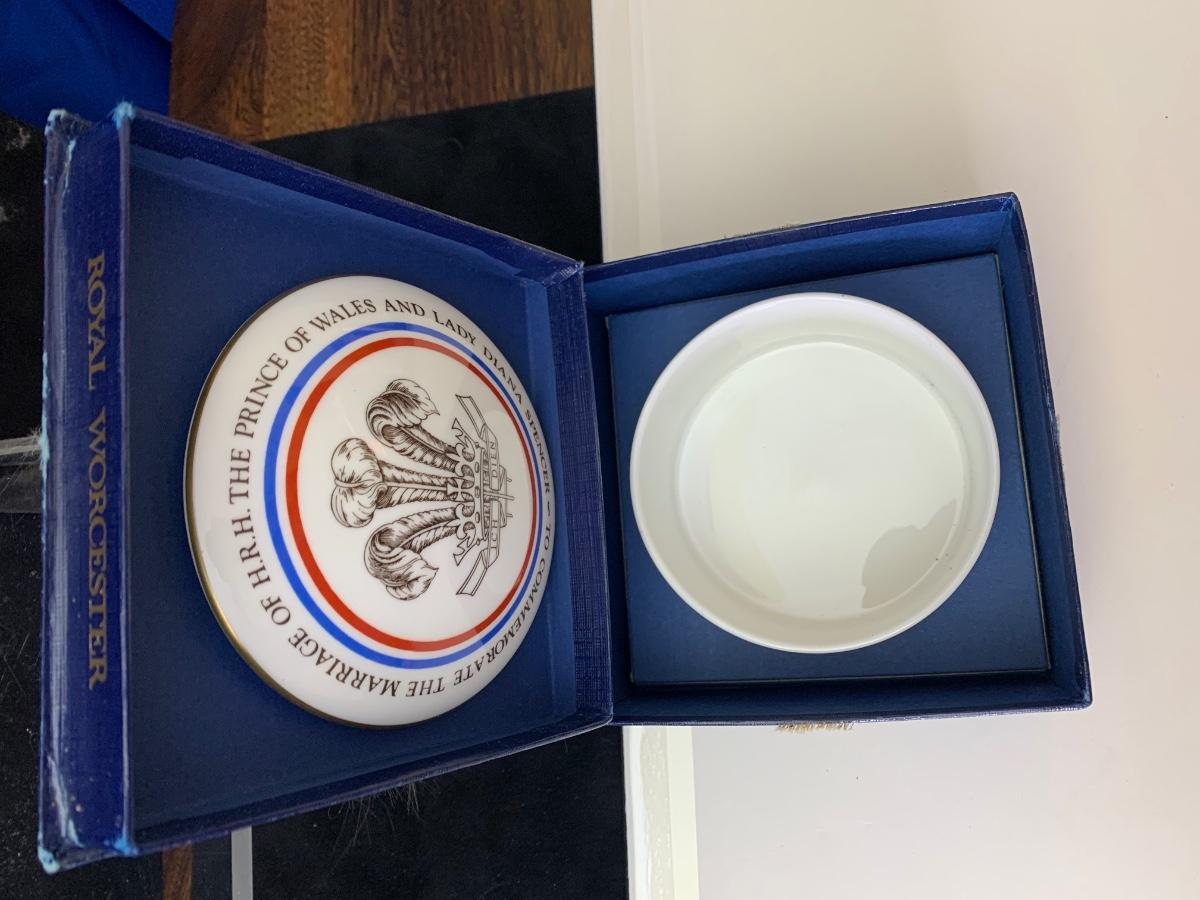 ROYAL WORCESTER
TO COMMEMORATE THE MARRIAGE OF H.R.H. THE PRINCE OF WALES AND LADY DIANA SPENCER ~
ICH DIEN